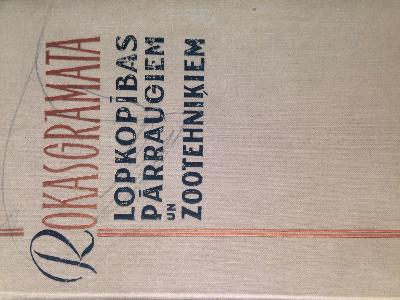 ROKASGRĀMATA
LOPKOPĪBAS
PĀRRAUGIEM
UN
ZOOTEHNIĶIEM